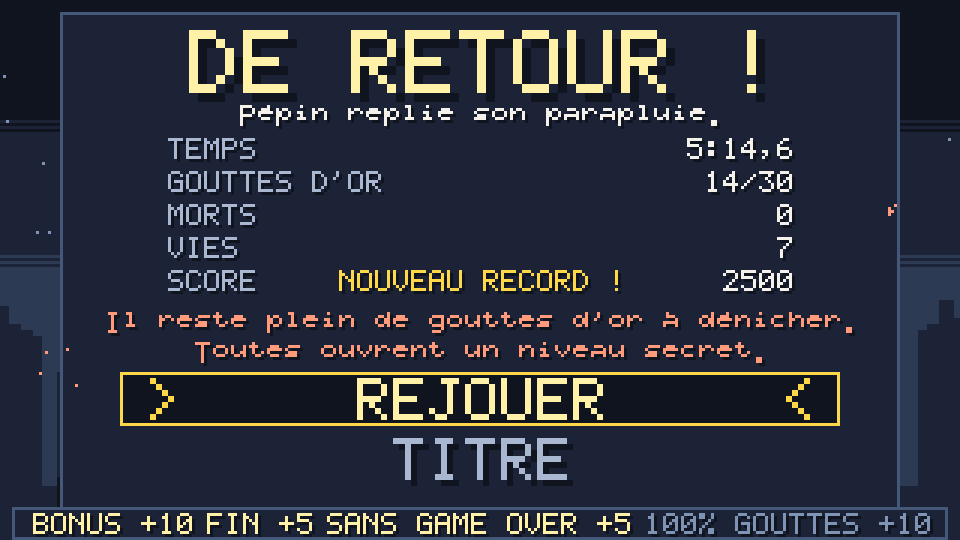 DE RETOUR !
Pépin replie son parapluie.
TEMPS 5:14,6
GOUTTES D'OR 14/30
MORTS 0
VIES 7
SCORE NOUVEAU RECORD ! 2500
Il reste plein de gouttes d'or à dénicher.
Toutes ouvrent un niveau secret.
> REJOUER <
TITRE
BONUS +10 FIN +5 SANS GAME OVER +5 100% GOUTTES +10